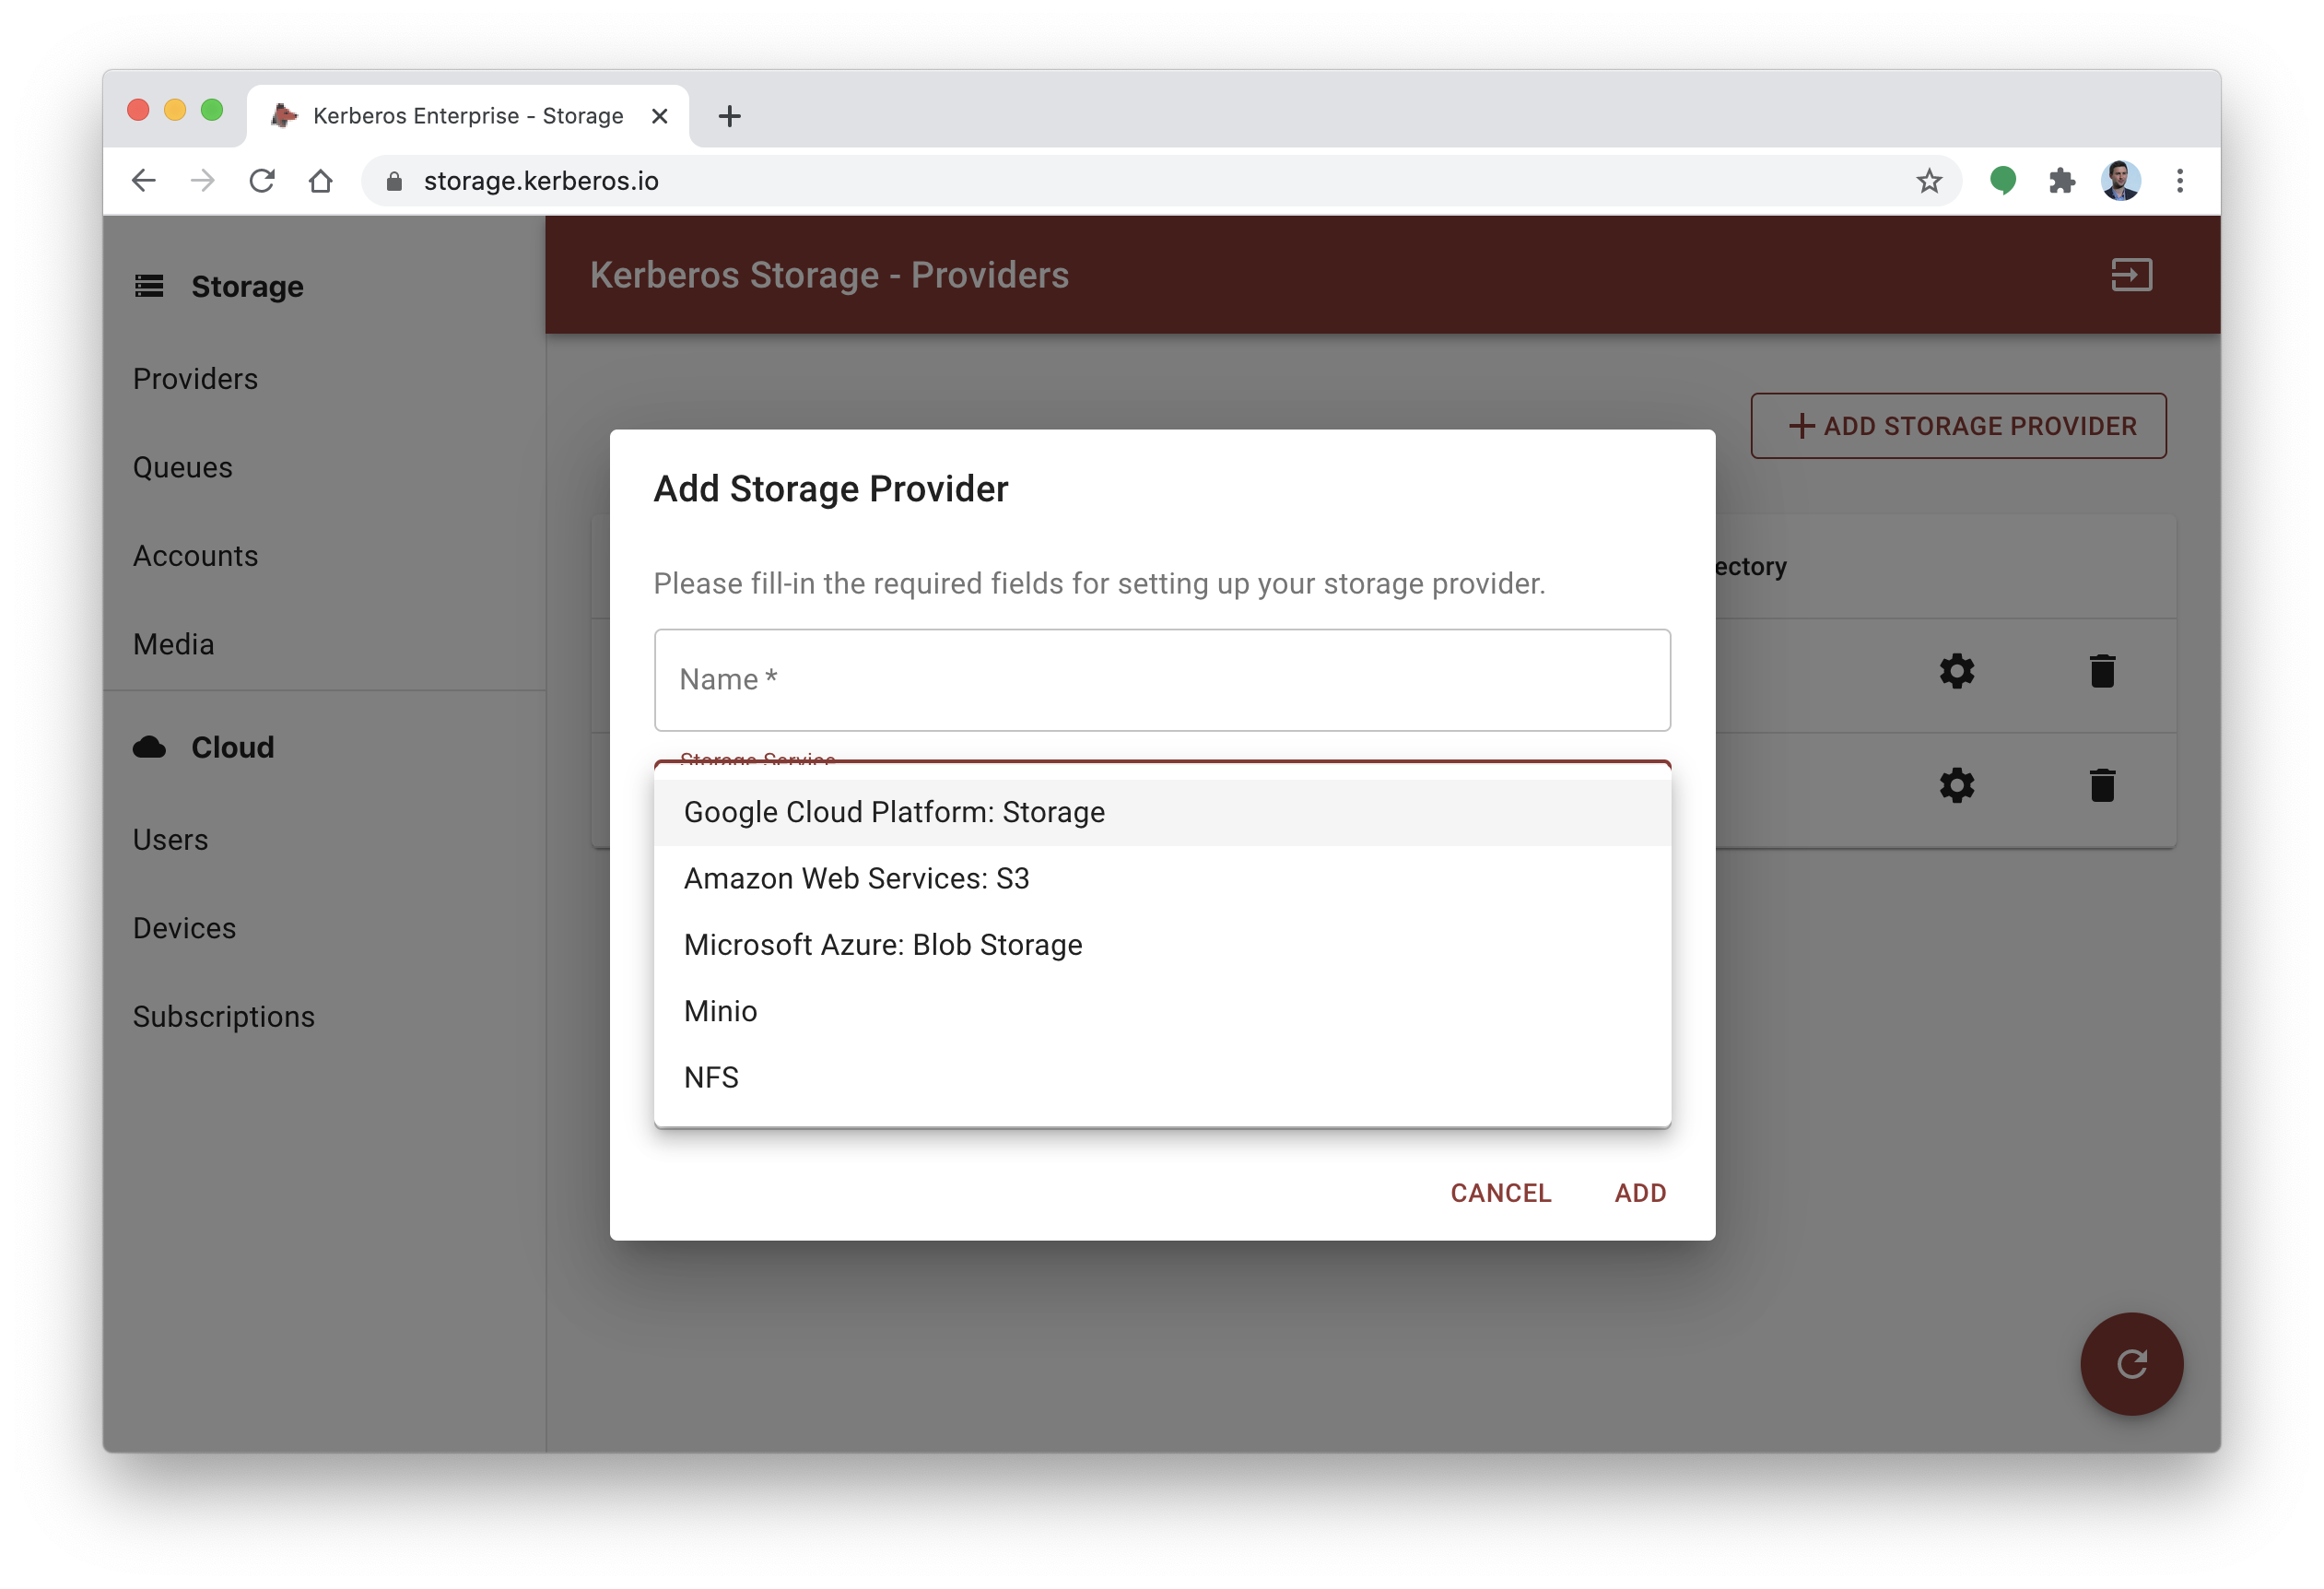 Kerberos Enterprise - Storage
storage.kerberos.io
Storage
Providers
Queues
Accounts
Media
Cloud
Users
Devices
Subscriptions
Kerberos Storage - Providers
ADD STORAGE PROVIDER
ectory
Add Storage Provider
Please fill-in the required fields for setting up your storage provider.
Name *
Storage Service
Google Cloud Platform: Storage
Amazon Web Services: S3
Microsoft Azure: Blob Storage
Minio
NFS
CANCEL
ADD